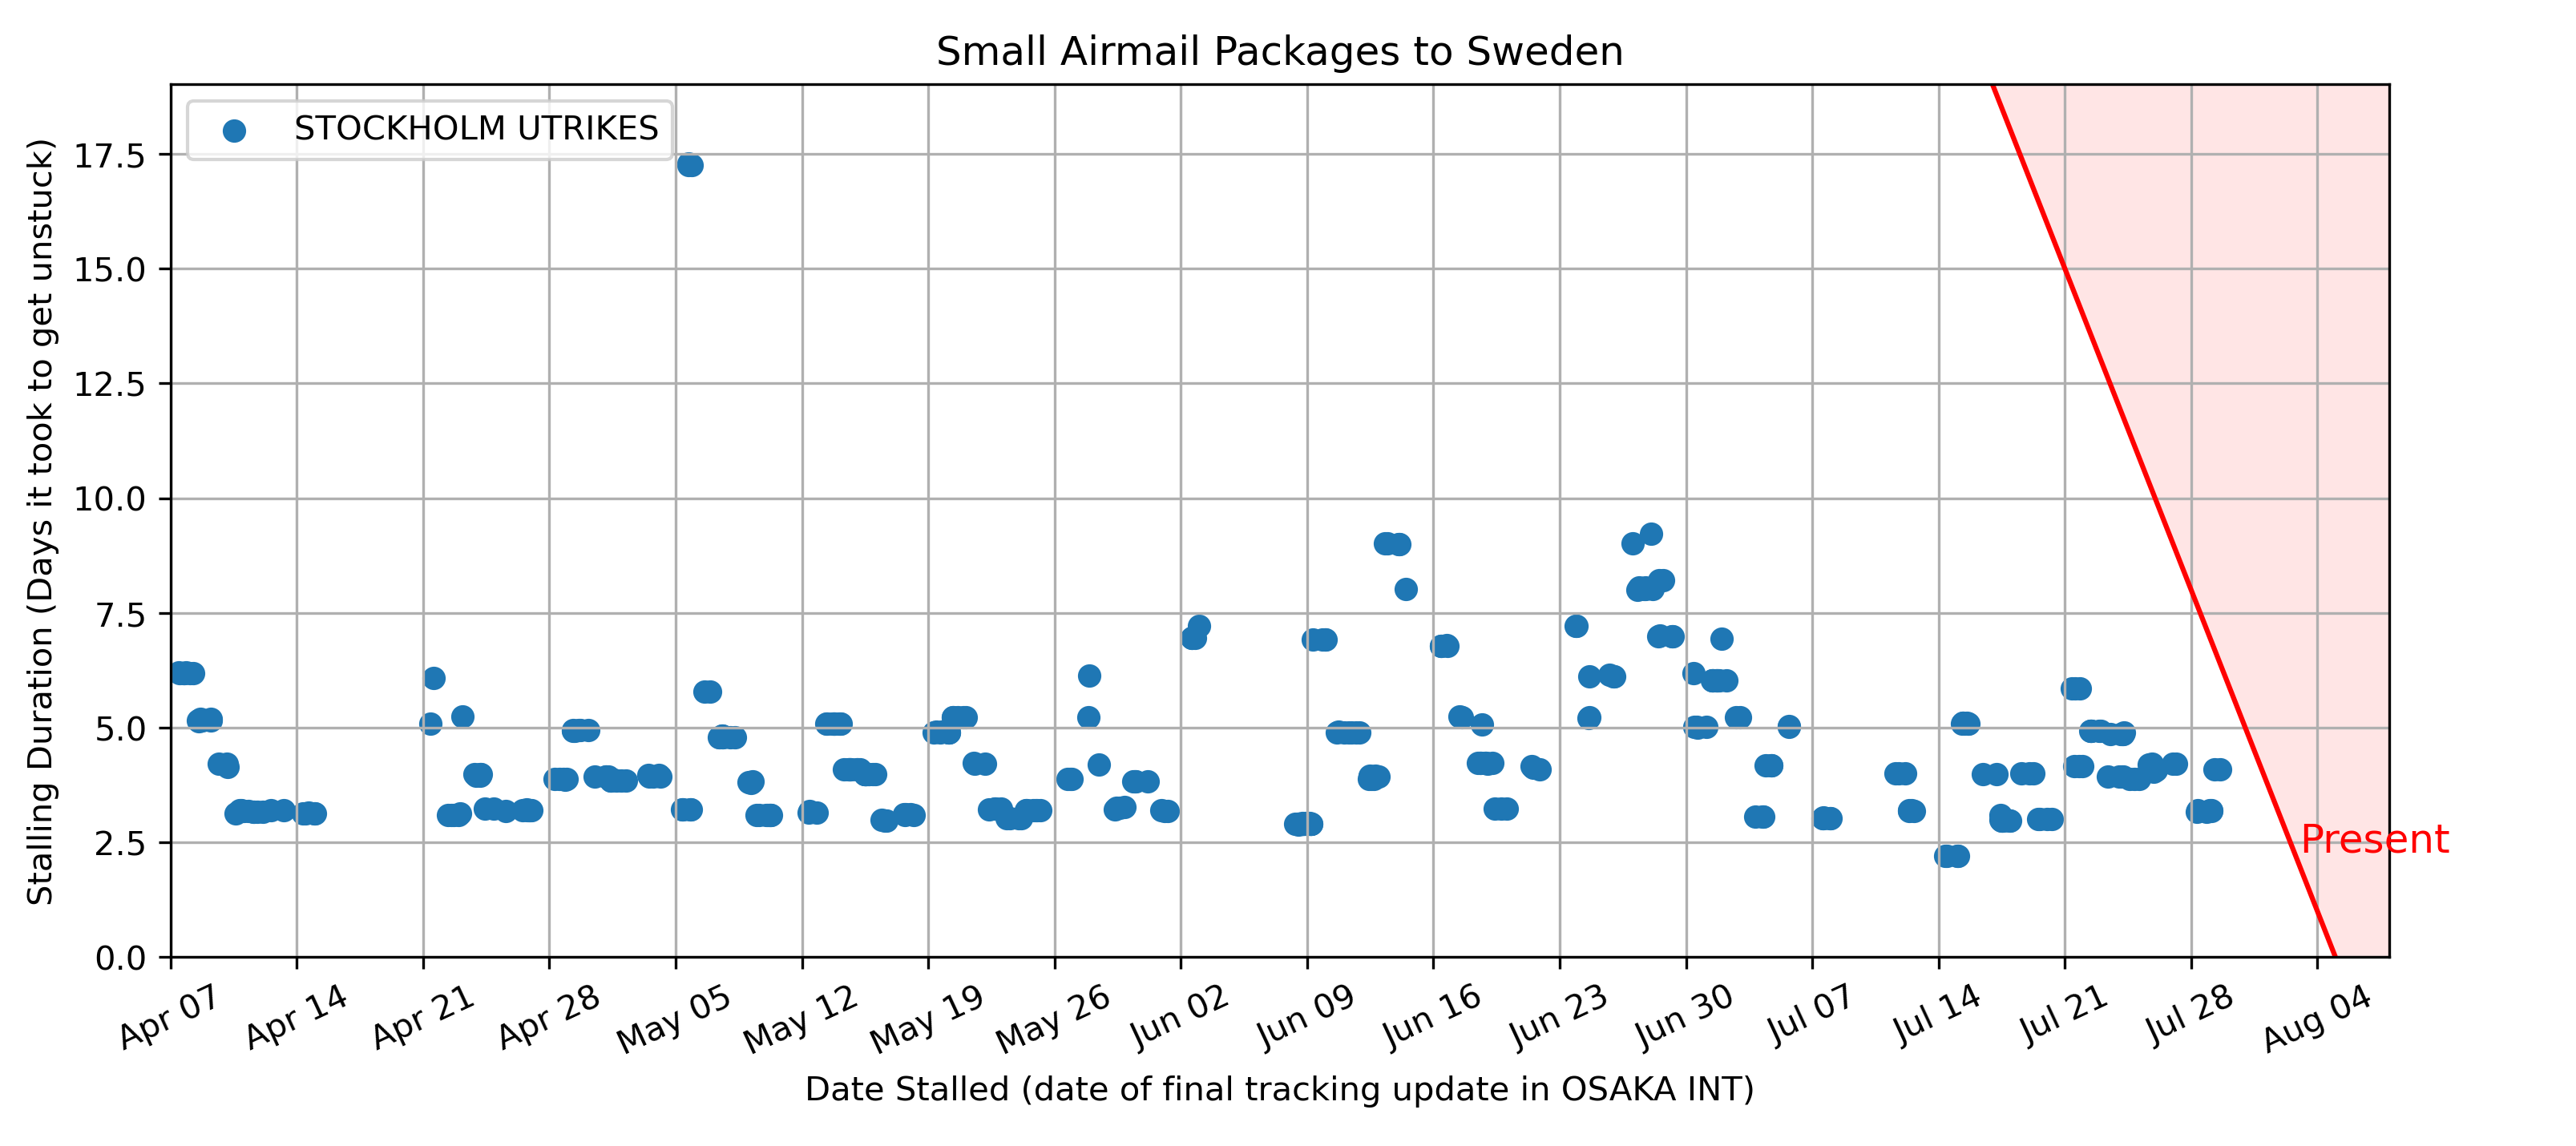 Small Airmail Packages to Sweden
STOCKHOLM UTRIKES
Stalling Duration (Days it took to get unstuck)
17.5
15.0
12.5
10.0
7.5
5.0
2.5
0.0
Present
Apr 07
Apr 14
Apr 21
Apr 28
May 05
May 12
May 19
May 26
Jun 02
Jun 09
Jun 16
Jun 23
Jun 30
Jul 07
Jul 14
Jul 21
Jul 28
Aug 04
Date Stalled (date of final tracking update in OSAKA INT)